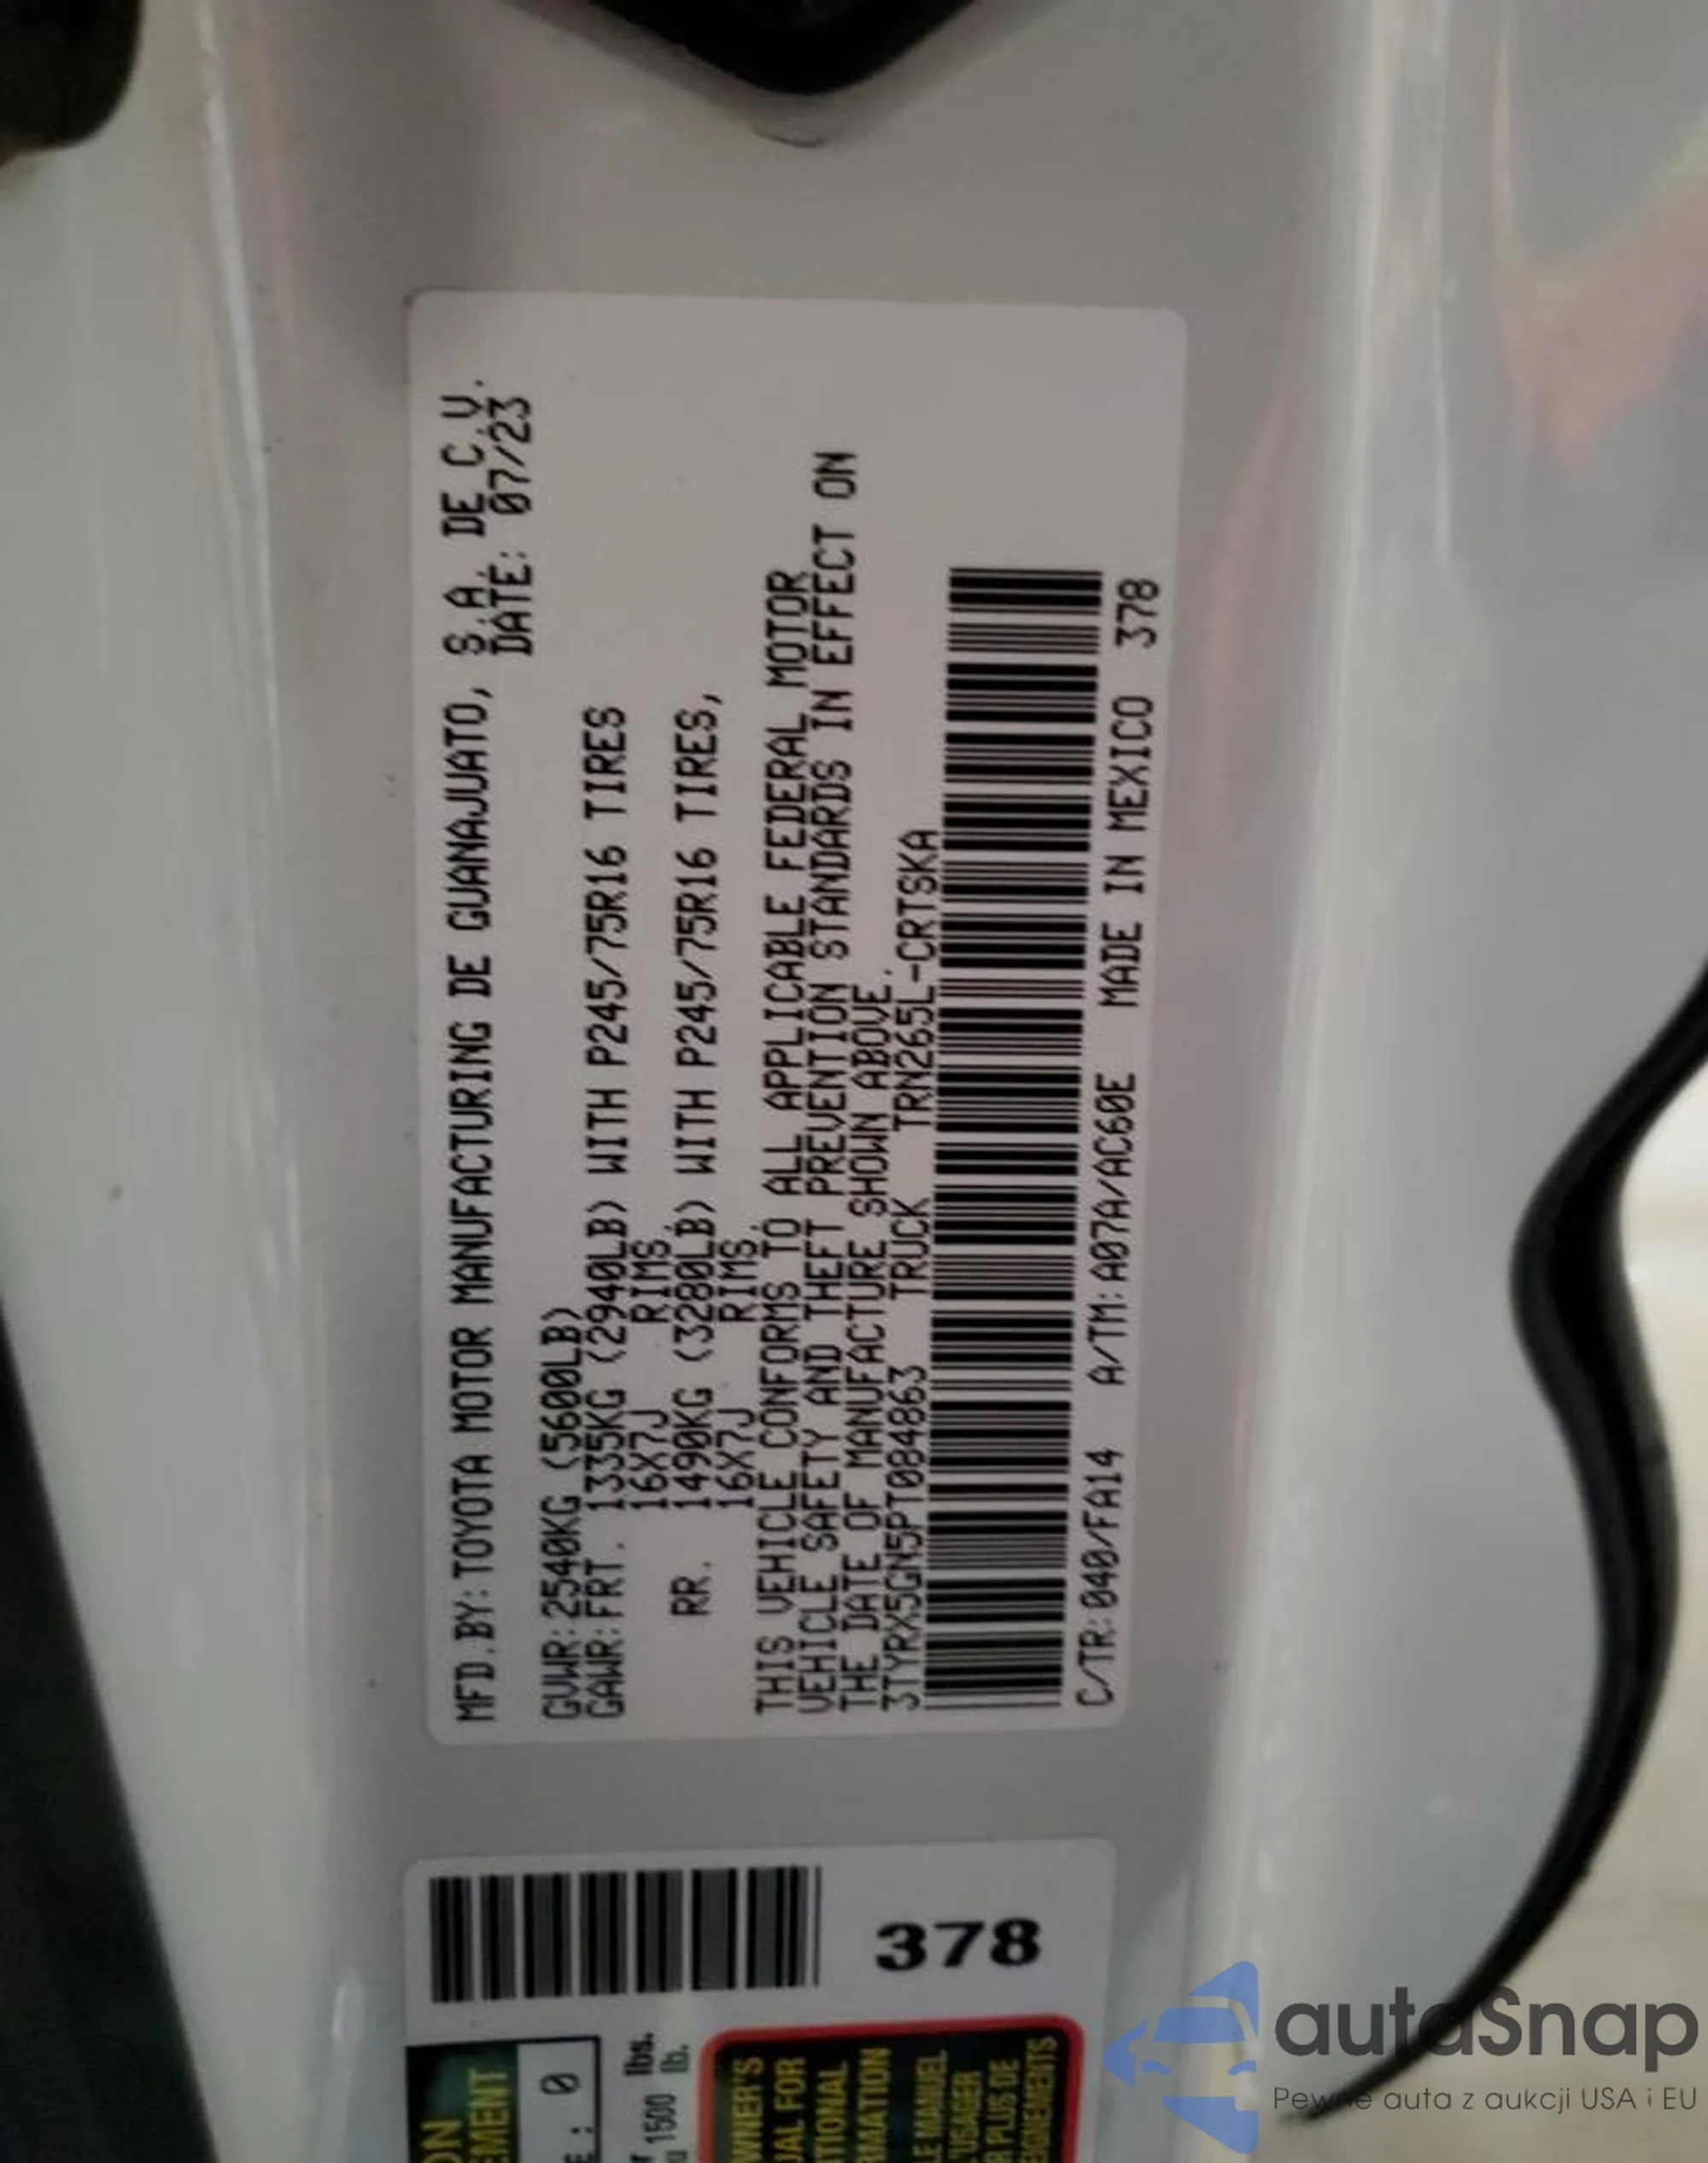 MFD.BY:TOYOTA MOTOR MANUFACTURING DE GUANAJUATO, S.A. DE C.V.
DATE: 07/23
GVWR:2540KG (5600LB)
GAWR:FRT. 1335KG (2940LB) WITH P245/75R16 TIRES
16X7J RIMS,
RR. 1490KG (3280LB) WITH P245/75R16 TIRES,
16X7J RIMS.
THIS VEHICLE CONFORMS TO ALL APPLICABLE FEDERAL MOTOR
VEHICLE SAFETY AND THEFT PREVENTION STANDARDS IN EFFECT ON
THE DATE OF MANUFACTURE SHOWN ABOVE.
3TYRX5GN5PT084863 TRUCK TRN265L-CRTSKA
C/TR:040/FA14 A/TM:A07A/AC60E MADE IN MEXICO 378
378
0
1500 lbs.
lb.
autoSnap
Pewne auta z aukcji USA i EU